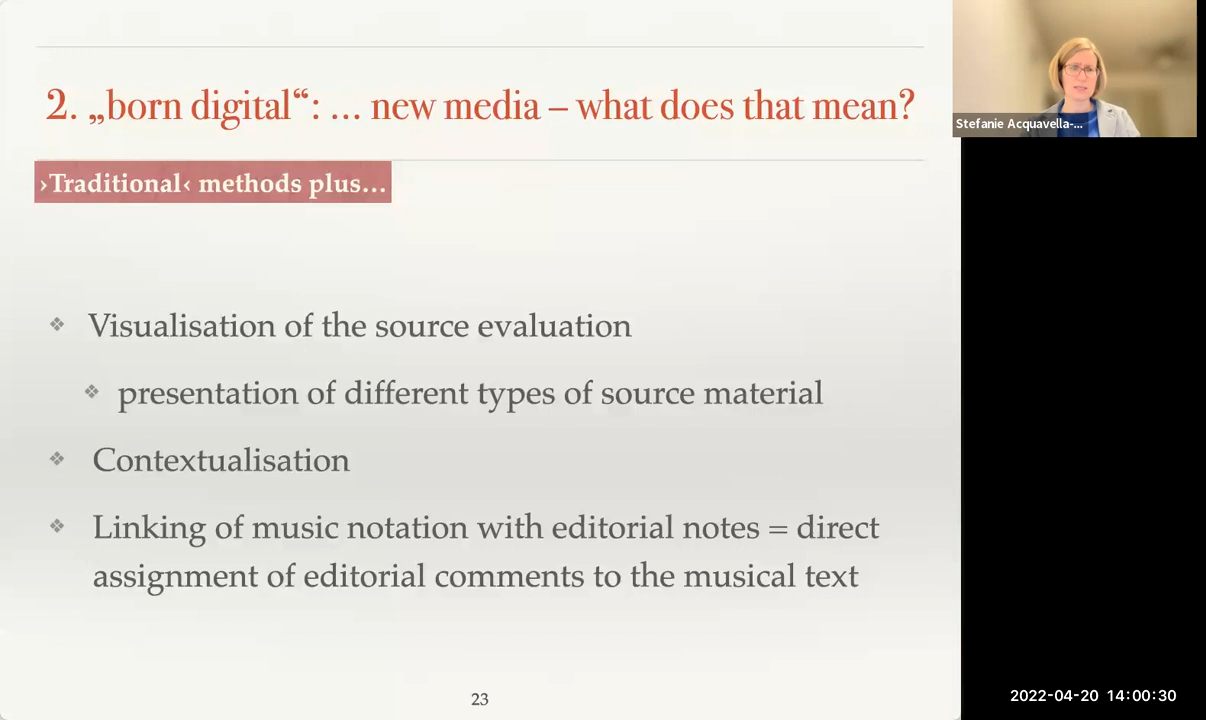 2. „born digital“: … new media – what does that mean?
Stefanie Acquavella-...
›Traditional‹ methods plus…
❖ Visualisation of the source evaluation
❖ presentation of different types of source material
❖ Contextualisation
❖ Linking of music notation with editorial notes = direct
assignment of editorial comments to the musical text
23
2022-04-20 14:00:30